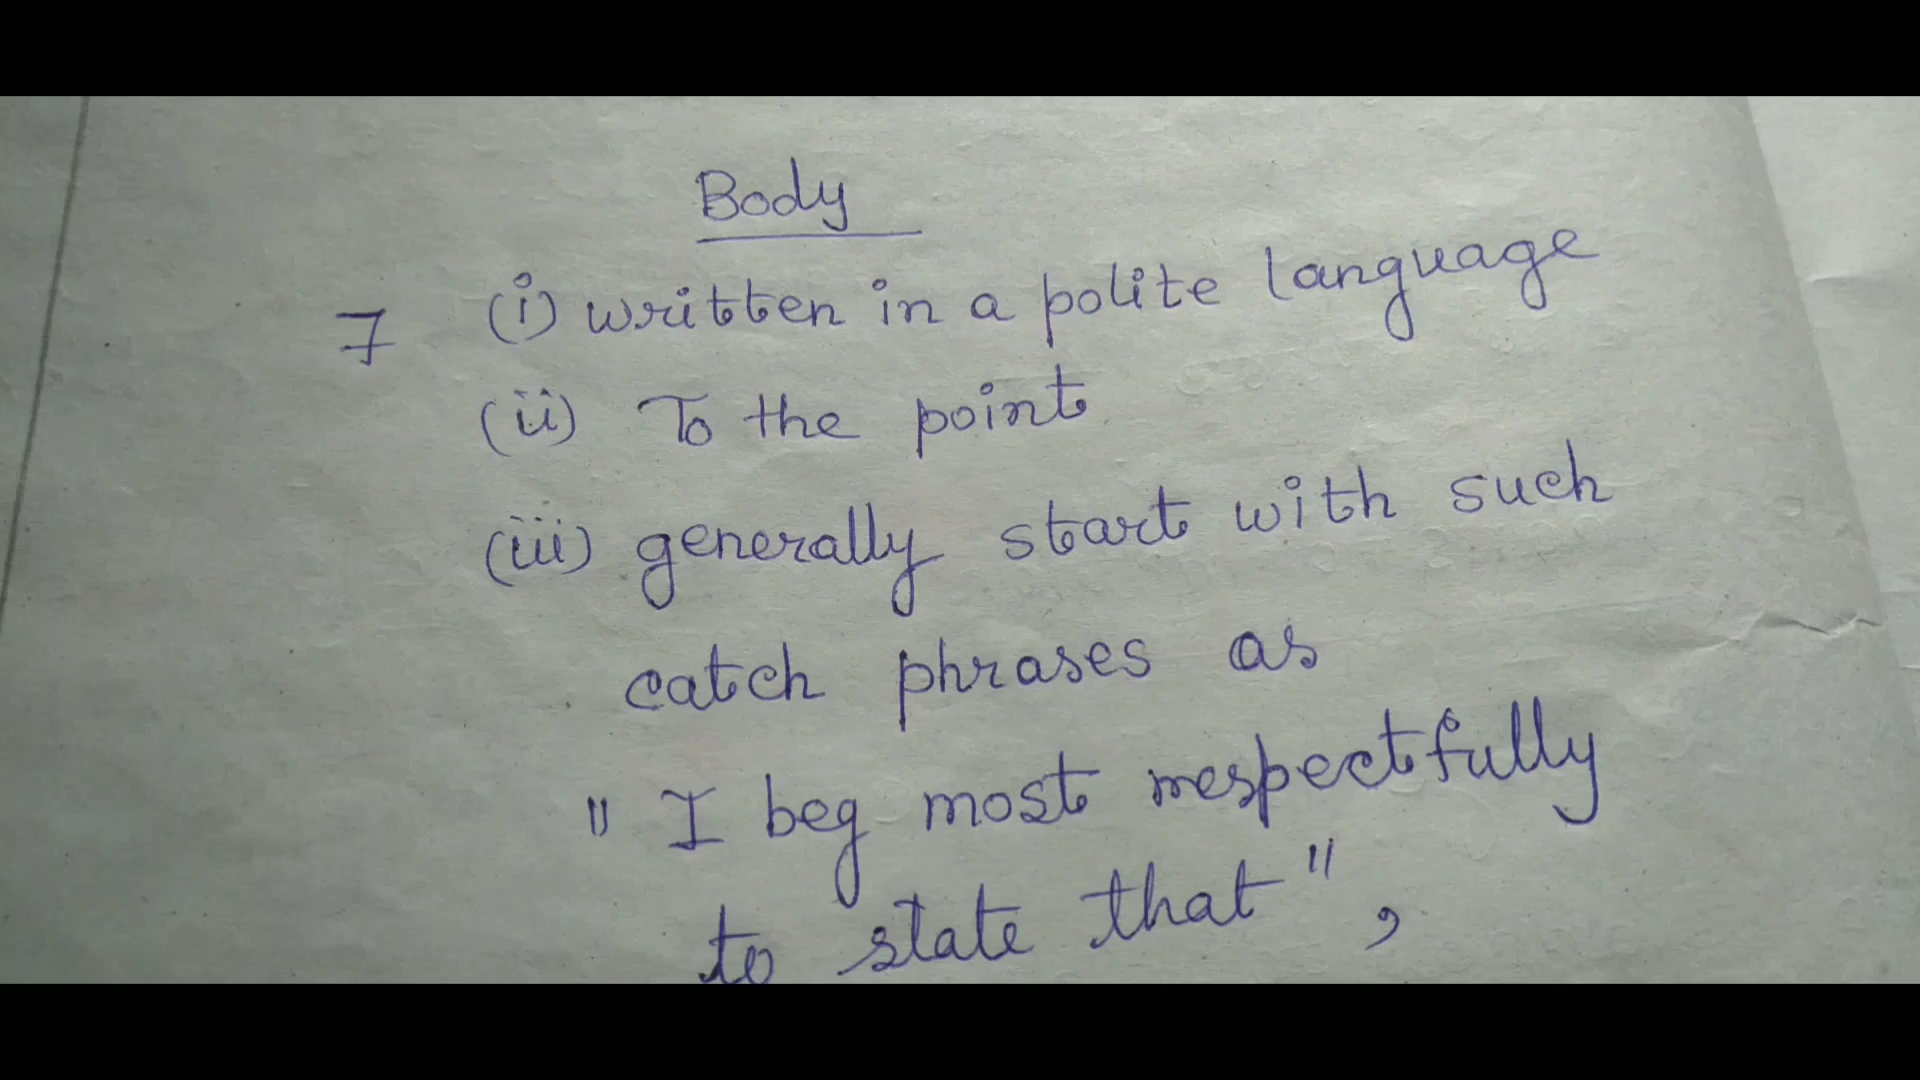 Body
7 (i) written in a polite language
(ii) To the point
(iii) generally start with such
catch phrases as
" I beg most respectfully
to state that",